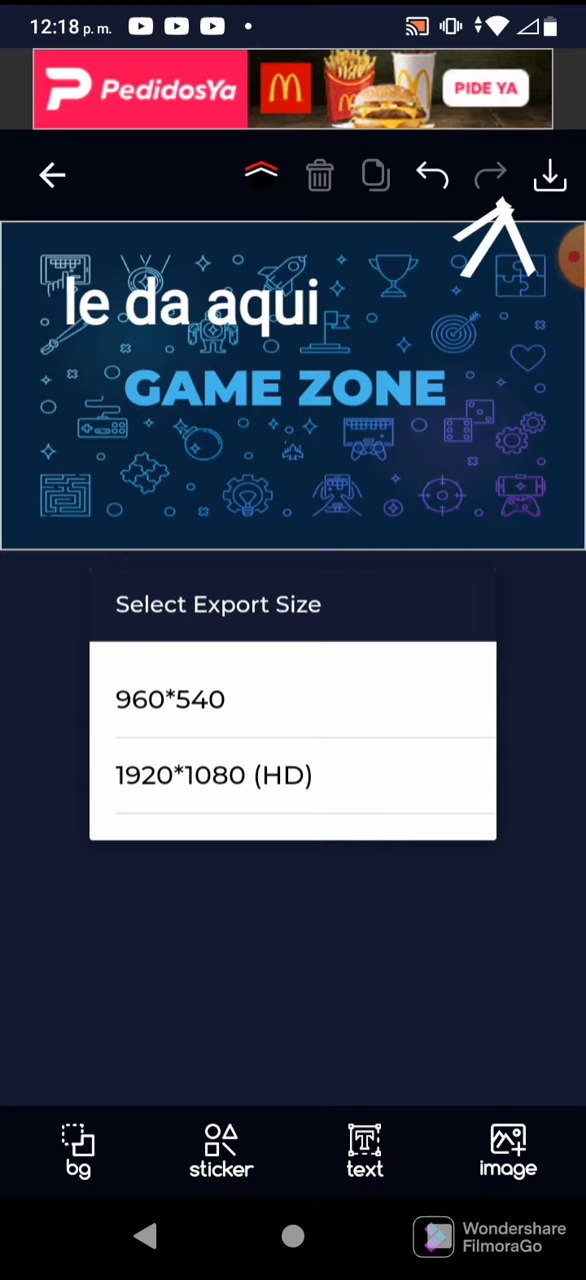 12:18 p. m.
PedidosYa
PIDE YA
le da aqui
GAME ZONE
Select Export Size
960*540
1920*1080 (HD)
bg
sticker
text
image
Wondershare
FilmoraGo